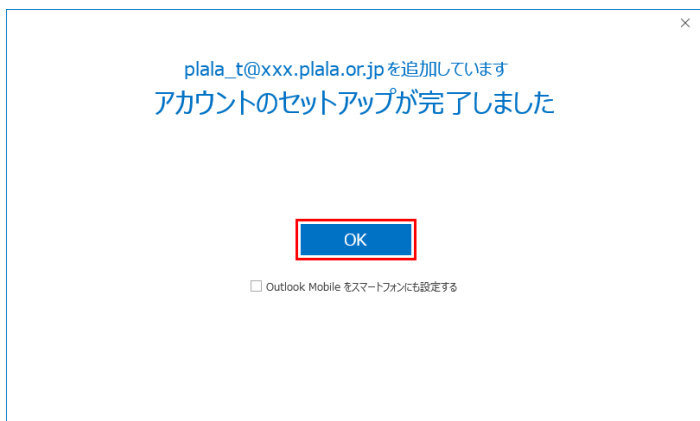 plala_t@xxx.plala.or.jpを追加しています
アカウントのセットアップが完了しました
OK
Outlook Mobile をスマートフォンにも設定する